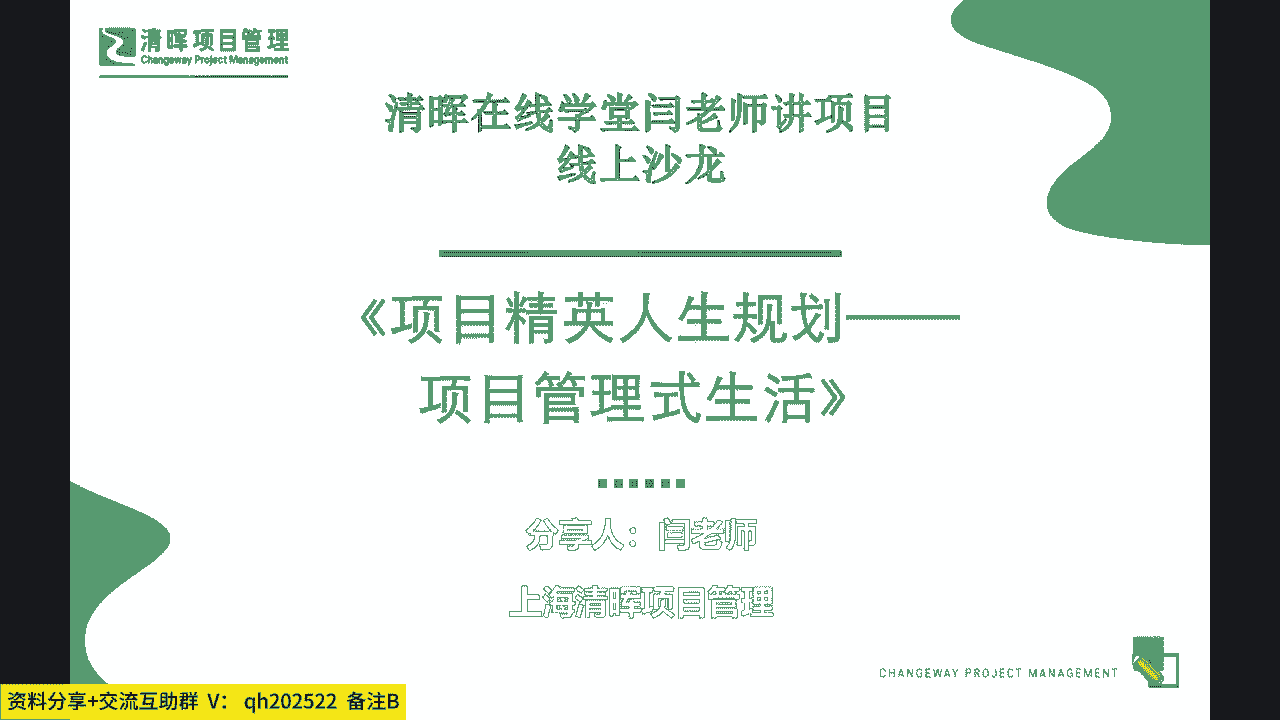 清晖项目管理
Changeway Project Management
清晖在线学堂闫老师讲项目
线上沙龙
《项目精英人生规划——
项目管理式生活》
分享人：闫老师
上海清晖项目管理
CHANGEWAY PROJECT MANAGEMENT
资料分享+交流互助群 V： qh202522 备注B